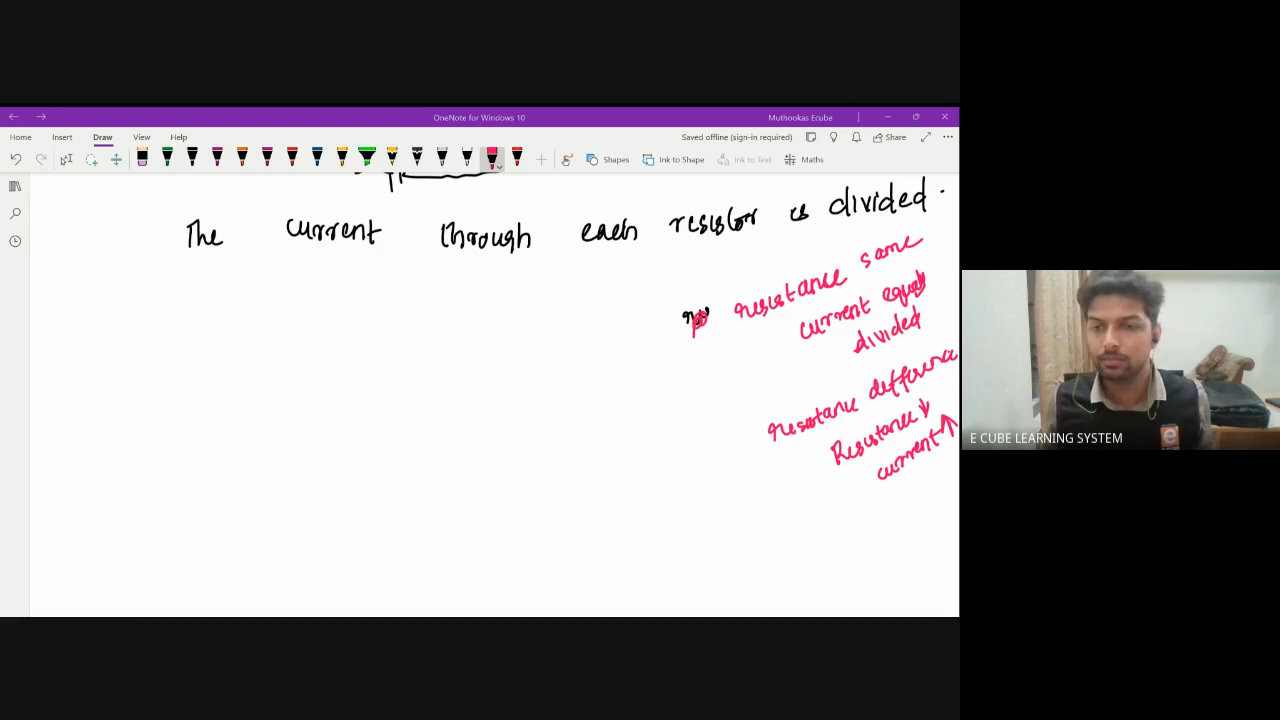 OneNote for Windows 10
Muthookas Ecube
Home Insert Draw View Help
Saved offline (sign-in required)
Share
Shapes
Ink to Shape
Ink to Text
Maths
The current through each resistor is divided.
resistance same
current equal
divided
resistance difference
Resistance ↓
current ↑
E CUBE LEARNING SYSTEM